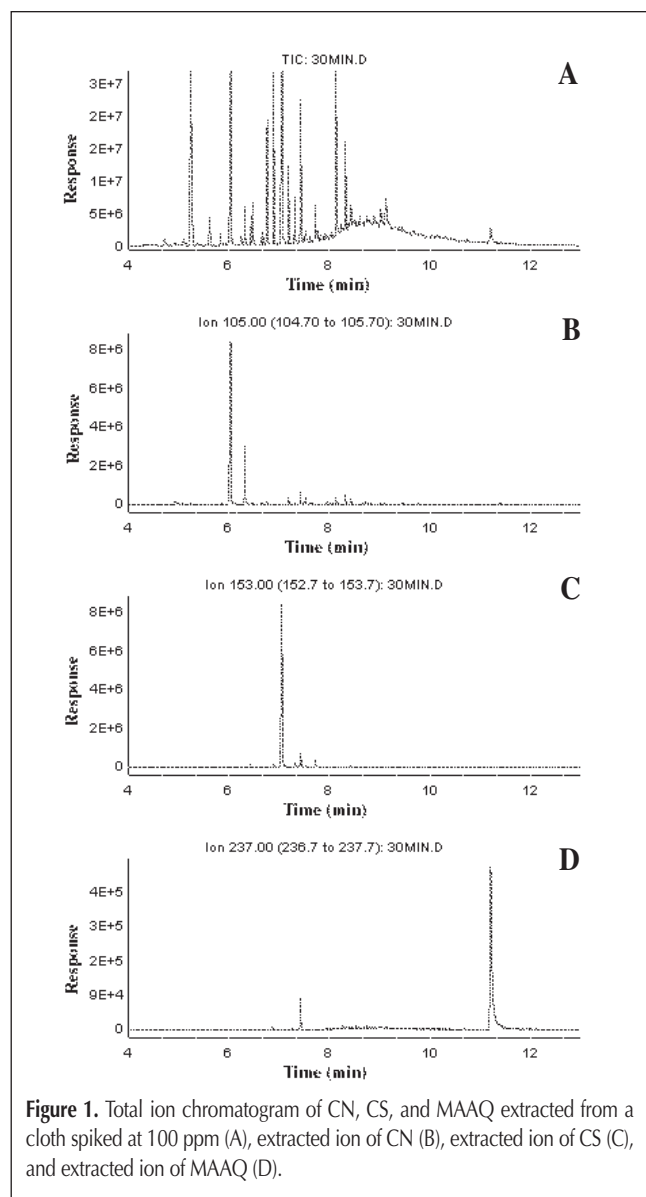 TIC: 30MIN.D
A
3E+7
2E+7
2E+7
1E+7
5E+6
0
Response
4 6 8 10 12
Time (min)
Ion 105.00 (104.70 to 105.70): 30MIN.D
B
8E+6
6E+6
4E+6
2E+6
0
Response
4 6 8 10 12
Time (min)
Ion 153.00 (152.7 to 153.7): 30MIN.D
C
8E+6
6E+6
4E+6
2E+6
0
Response
4 6 8 10 12
Time (min)
Ion 237.00 (236.7 to 237.7): 30MIN.D
D
4E+5
3E+5
2E+5
9E+4
0
Response
4 6 8 10 12
Time (min)
Figure 1. Total ion chromatogram of CN, CS, and MAAQ extracted from a
cloth spiked at 100 ppm (A), extracted ion of CN (B), extracted ion of CS (C),
and extracted ion of MAAQ (D).